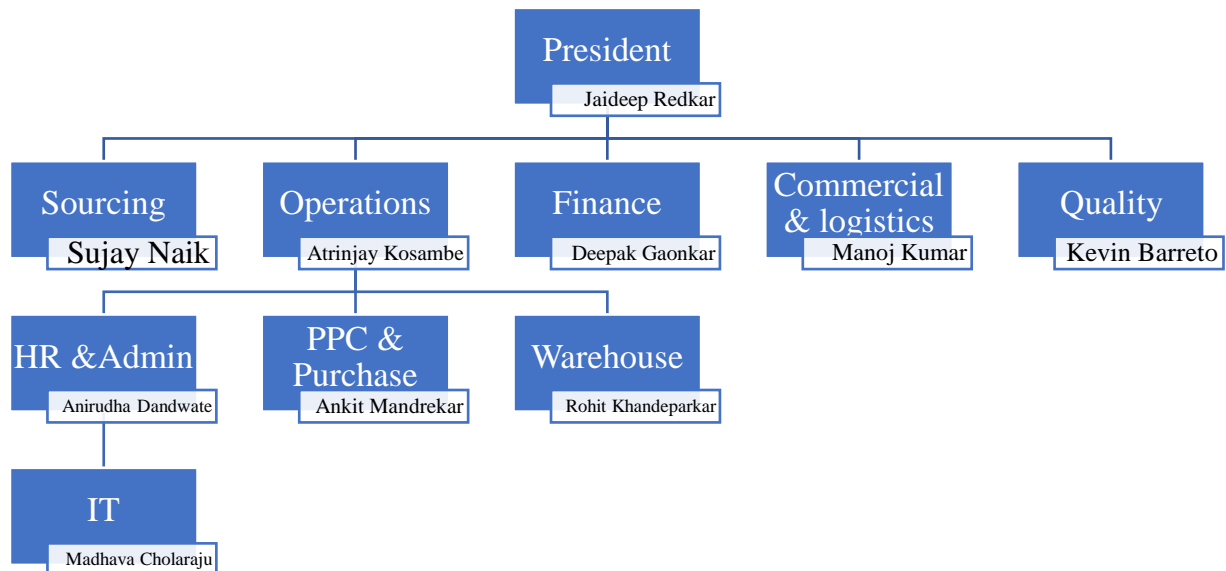 President
Jaideep Redkar
Sourcing
Sujay Naik
Operations
Atrinjay Kosambe
Finance
Deepak Gaonkar
Commercial
& logistics
Manoj Kumar
Quality
Kevin Barreto
HR &Admin
Anirudha Dandwate
PPC &
Purchase
Ankit Mandrekar
Warehouse
Rohit Khandeparkar
IT
Madhava Cholaraju